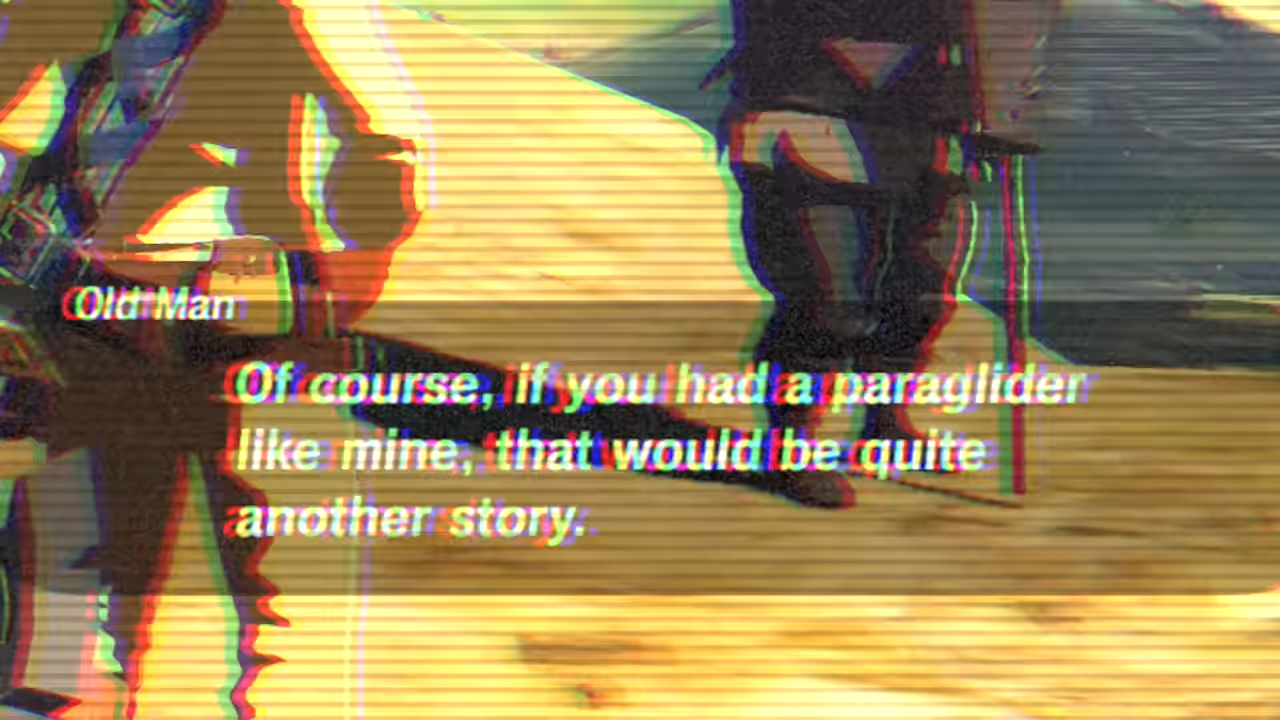 Old Man
Of course, if you had a paraglider
like mine, that would be quite
another story.